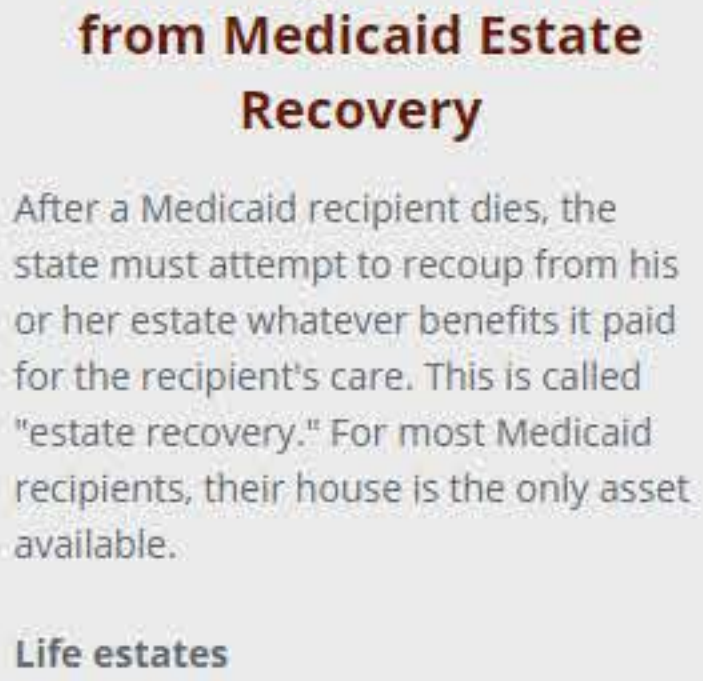 from Medicaid Estate
Recovery
After a Medicaid recipient dies, the
state must attempt to recoup from his
or her estate whatever benefits it paid
for the recipient's care. This is called
"estate recovery." For most Medicaid
recipients, their house is the only asset
available.
Life estates